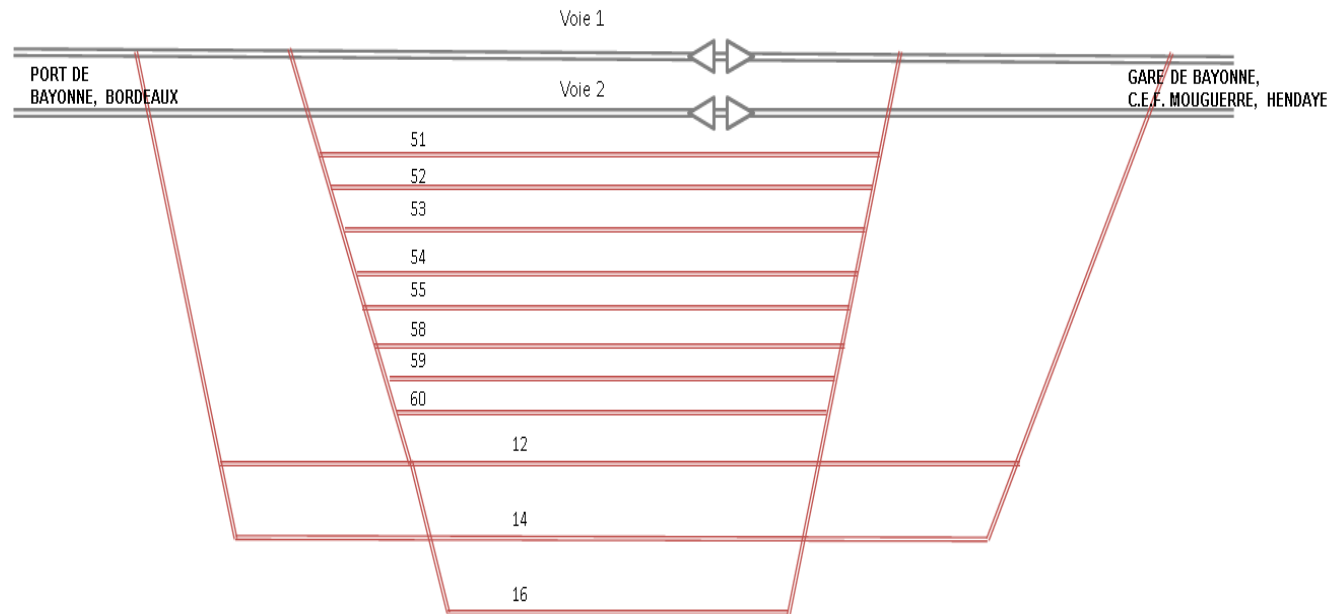 Voie 1
PORT DE
BAYONNE, BORDEAUX
GARE DE BAYONNE,
C.E.F. MOUGUERRE, HENDAYE
Voie 2
51
52
53
54
55
58
59
60
12
14
16